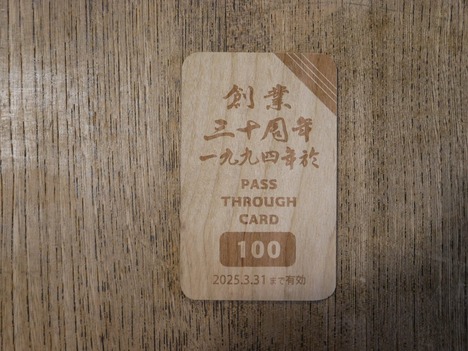 創業
三十周年
一九九四年於
PASS
THROUGH
CARD
100
2025.3.31まで有効